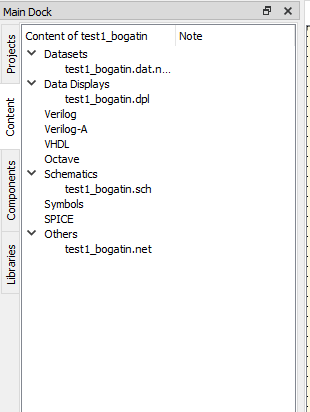 Main Dock
Projects
Content
Components
Libraries
Content of test1_bogatin Note
Datasets
test1_bogatin.dat.n...
Data Displays
test1_bogatin.dpl
Verilog
Verilog-A
VHDL
Octave
Schematics
test1_bogatin.sch
Symbols
SPICE
Others
test1_bogatin.net